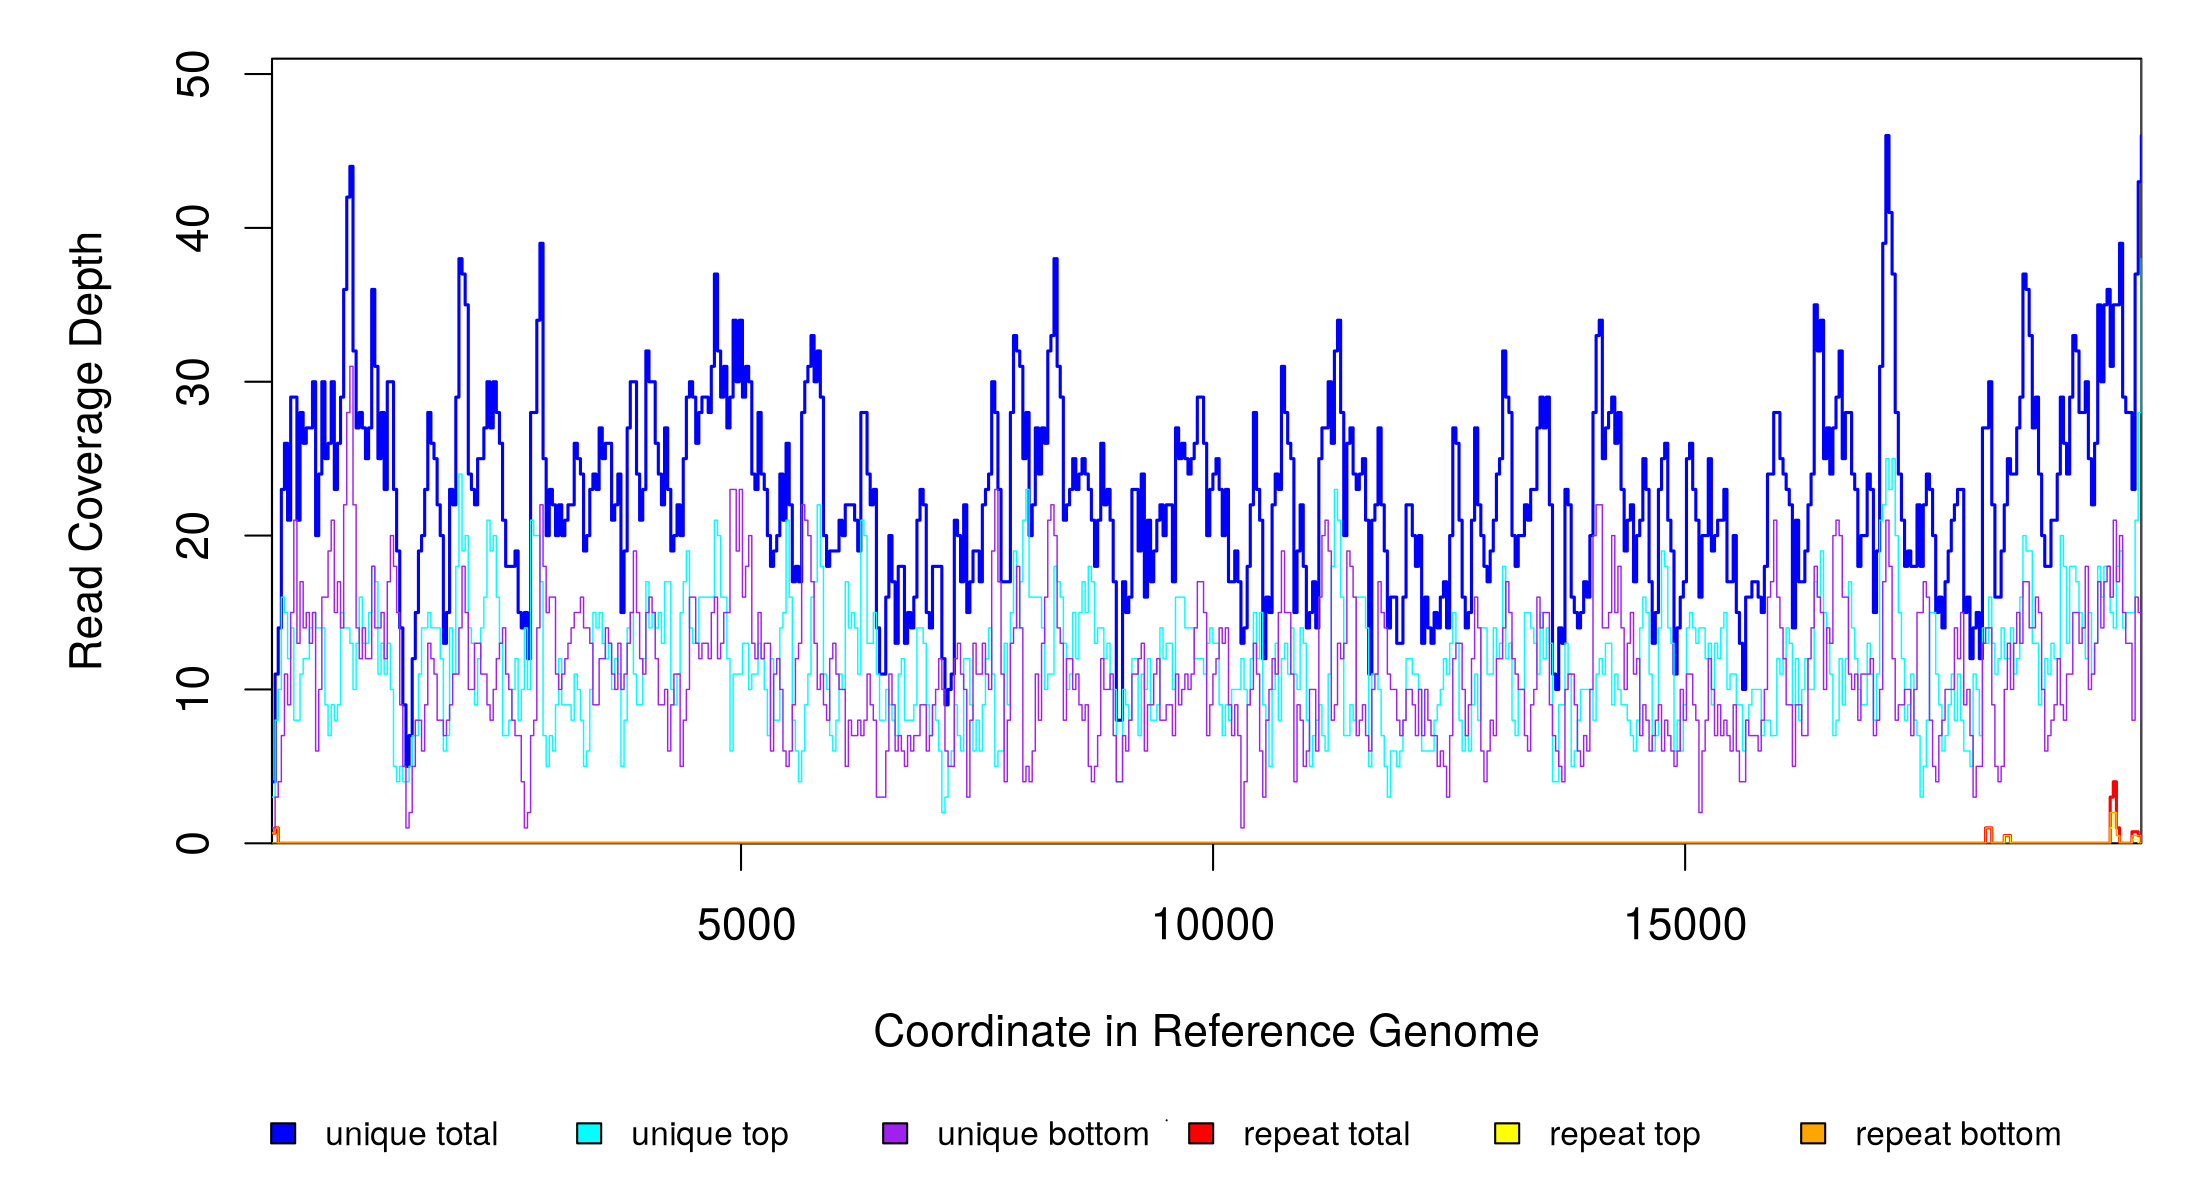 50
40
30
20
10
0
Read Coverage Depth
5000 10000 15000
Coordinate in Reference Genome
unique total unique top unique bottom repeat total repeat top repeat bottom